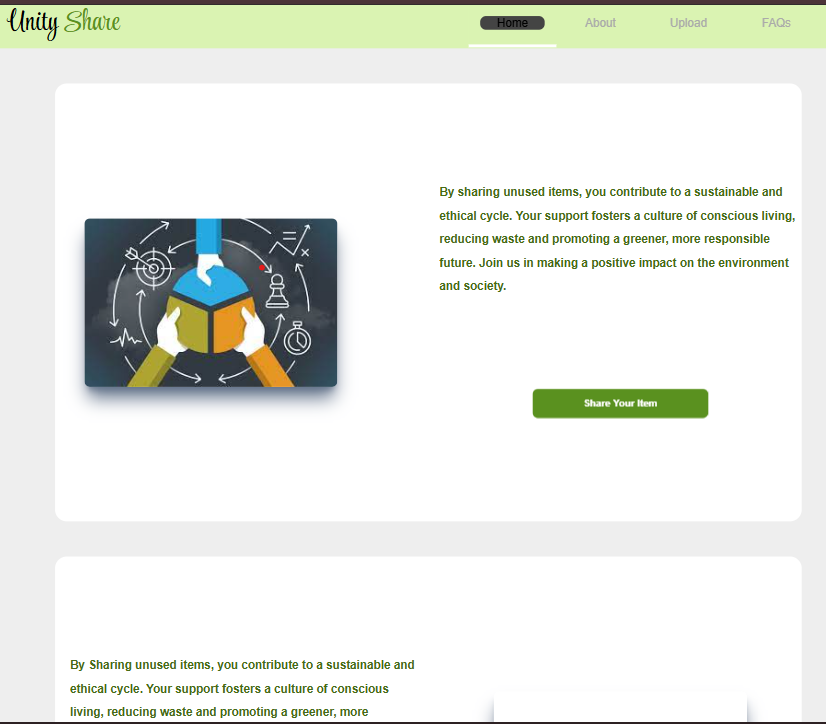 Unity Share
Home About Upload FAQs
By sharing unused items, you contribute to a sustainable and
ethical cycle. Your support fosters a culture of conscious living,
reducing waste and promoting a greener, more responsible
future. Join us in making a positive impact on the environment
and society.
Share Your Item
By Sharing unused items, you contribute to a sustainable and
ethical cycle. Your support fosters a culture of conscious
living, reducing waste and promoting a greener, more